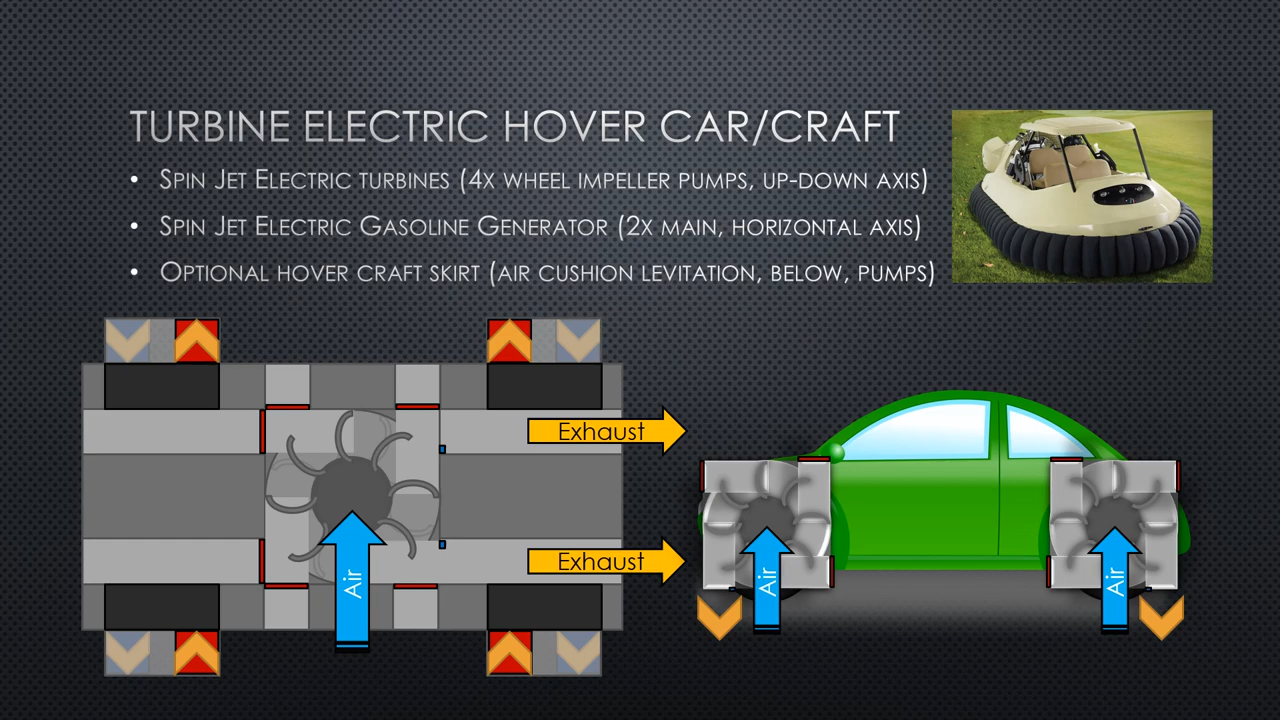 TURBINE ELECTRIC HOVER CAR/CRAFT
• SPIN JET ELECTRIC TURBINES (4X WHEEL IMPELLER PUMPS, UP-DOWN AXIS)
• SPIN JET ELECTRIC GASOLINE GENERATOR (2X MAIN, HORIZONTAL AXIS)
• OPTIONAL HOVER CRAFT SKIRT (AIR CUSHION LEVITATION, BELOW, PUMPS)
Exhaust
Exhaust
Air
Air
Air